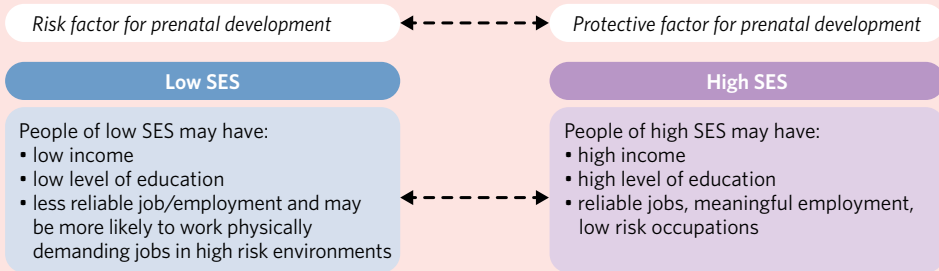 Risk factor for prenatal development
Protective factor for prenatal development
Low SES
High SES
People of low SES may have:
• low income
• low level of education
• less reliable job/employment and may
be more likely to work physically
demanding jobs in high risk environments
People of high SES may have:
• high income
• high level of education
• reliable jobs, meaningful employment,
low risk occupations